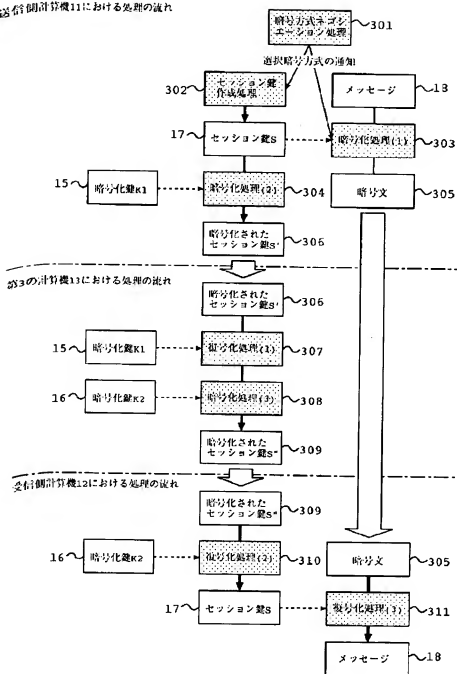 送信側計算機11における処理の流れ
暗号方式ネゴシ
エーション処理
301
選択暗号方式の通知
302
セッション鍵
作成処理
メッセージ
18
17
セッション鍵S
暗号化処理(1)
303
15
暗号化鍵K1
暗号化処理(2)
304
暗号文
305
暗号化された
セッション鍵S'
306
第3の計算機13における処理の流れ
暗号化された
セッション鍵S'
306
15
暗号化鍵K1
復号化処理(1)
307
16
暗号化鍵K2
暗号化処理(3)
308
暗号化された
セッション鍵S"
309
受信側計算機12における処理の流れ
暗号化された
セッション鍵S"
309
16
暗号化鍵K2
復号化処理(2)
310
暗号文
305
17
セッション鍵S
復号化処理(3)
311
メッセージ
18